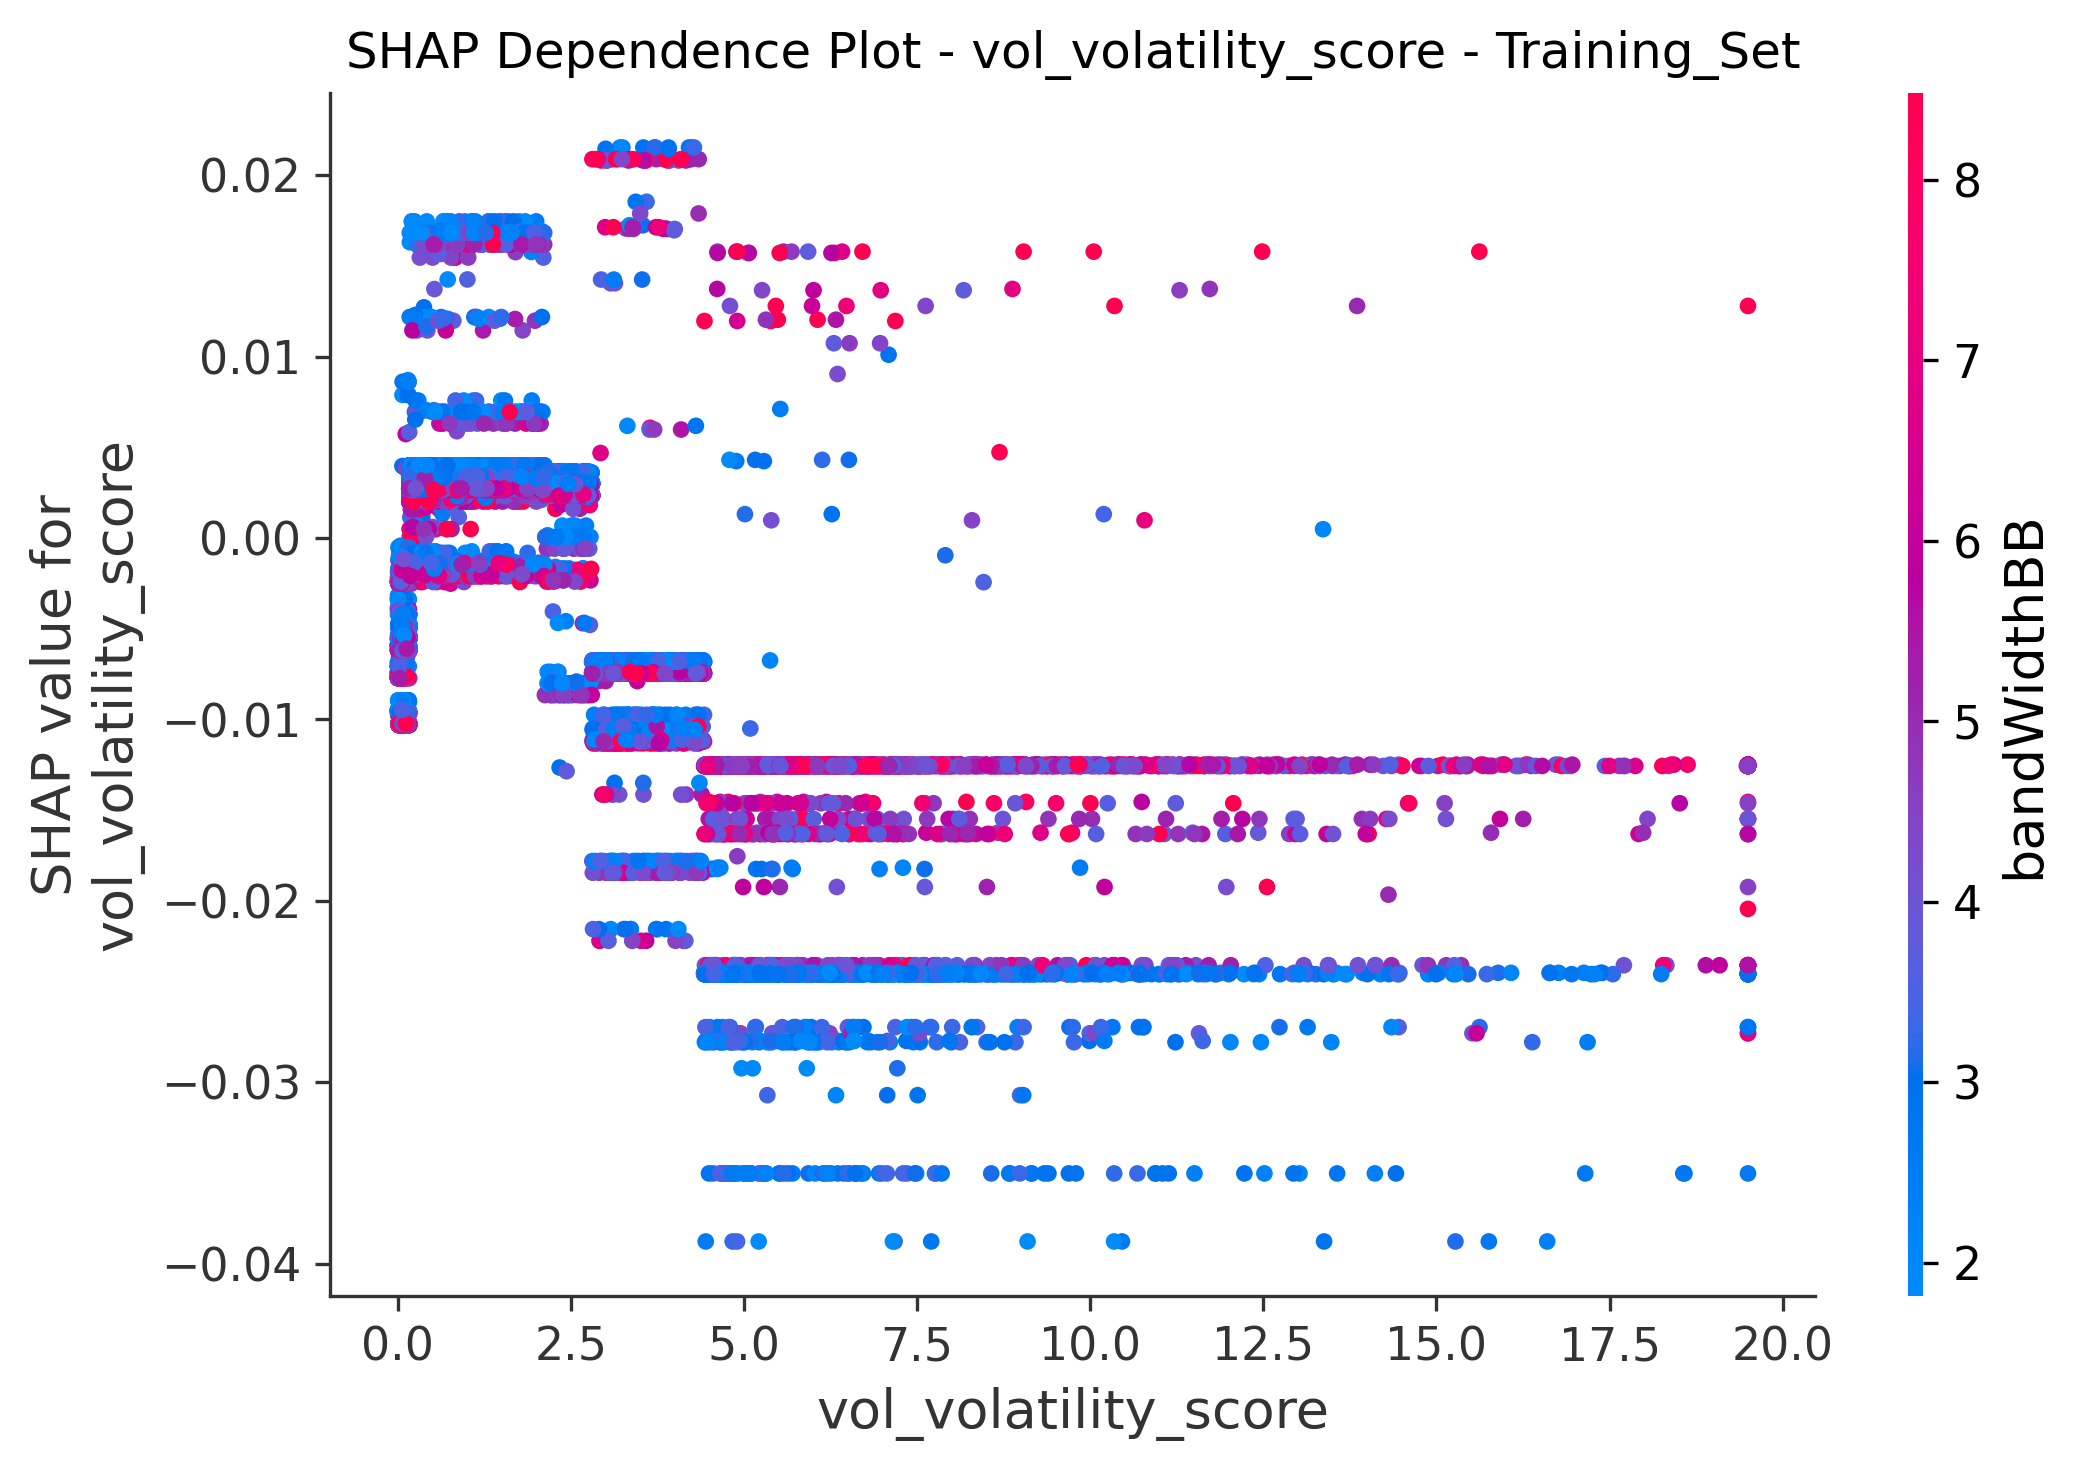 SHAP Dependence Plot - vol_volatility_score - Training_Set
SHAP value for
vol_volatility_score
0.02
0.01
0.00
−0.01
−0.02
−0.03
−0.04
0.0 2.5 5.0 7.5 10.0 12.5 15.0 17.5 20.0
vol_volatility_score
8
7
6
5
4
3
2
bandWidthBB